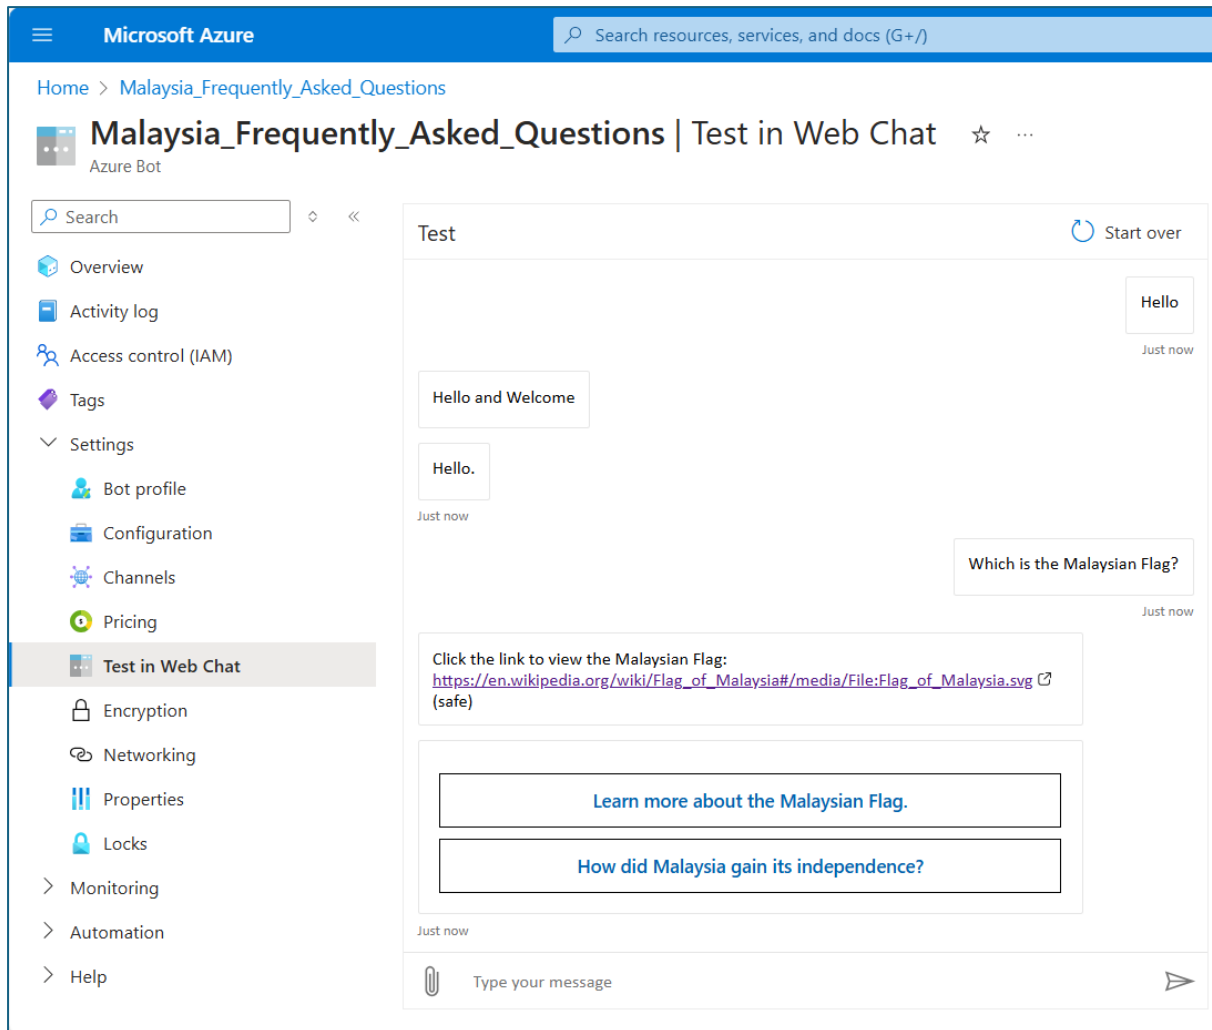 Microsoft Azure
Search resources, services, and docs (G+/)
Home > Malaysia_Frequently_Asked_Questions
Malaysia_Frequently_Asked_Questions | Test in Web Chat
Azure Bot
Search
Overview
Activity log
Access control (IAM)
Tags
Settings
Bot profile
Configuration
Channels
Pricing
Test in Web Chat
Encryption
Networking
Properties
Locks
Monitoring
Automation
Help
Test
Start over
Hello
Just now
Hello and Welcome
Hello.
Just now
Which is the Malaysian Flag?
Just now
Click the link to view the Malaysian Flag:
https://en.wikipedia.org/wiki/Flag_of_Malaysia#/media/File:Flag_of_Malaysia.svg
(safe)
Learn more about the Malaysian Flag.
How did Malaysia gain its independence?
Just now
Type your message